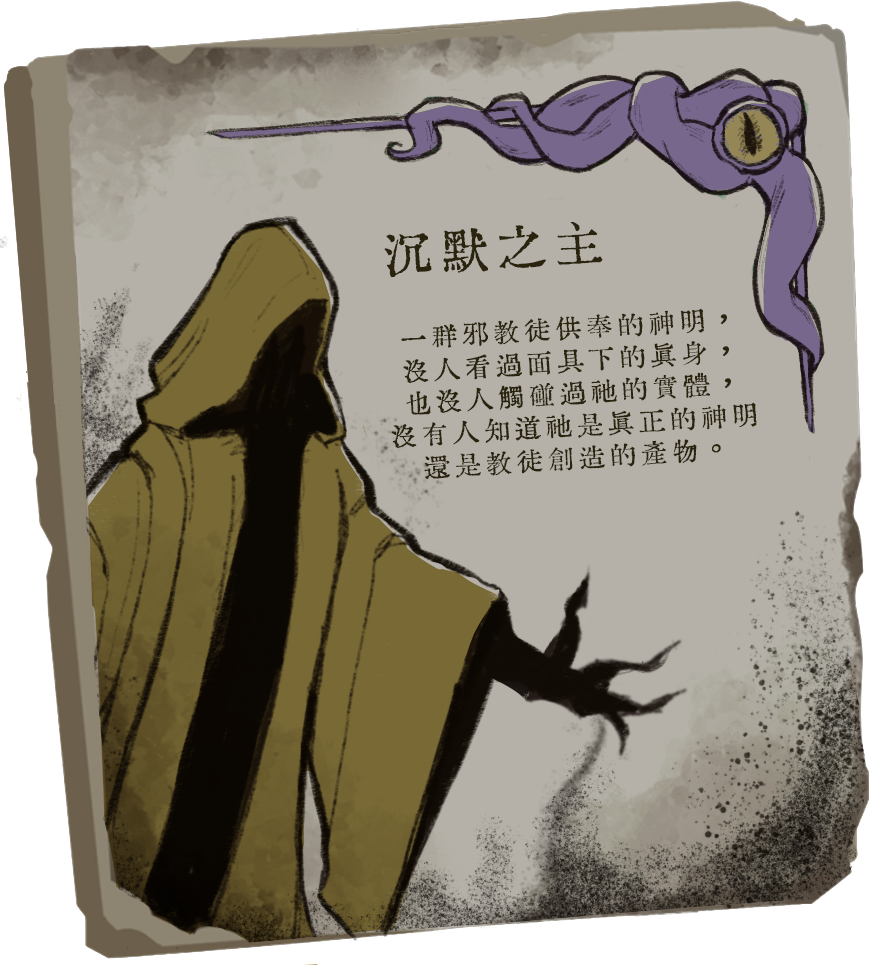 沉默之主
一群邪教徒供奉的神明，
沒人看過面具下的眞身，
也沒人觸碰過祂的實體，
沒有人知道祂是眞正的神明
還是教徒創造的產物。